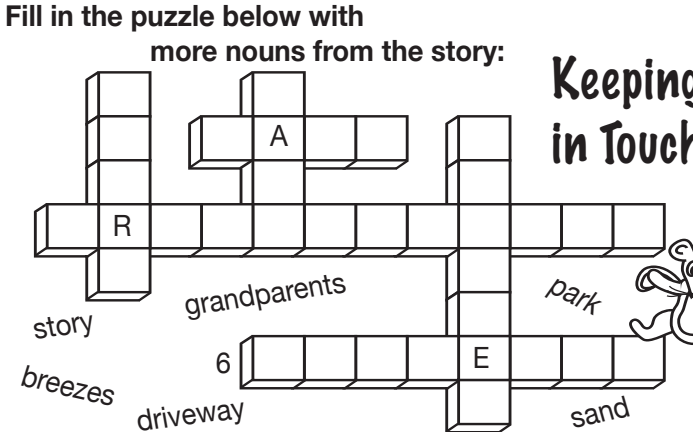 Fill in the puzzle below with
more nouns from the story:
Keeping
in Touch
A
R
grandparents
park
story
6
E
breezes
driveway
sand